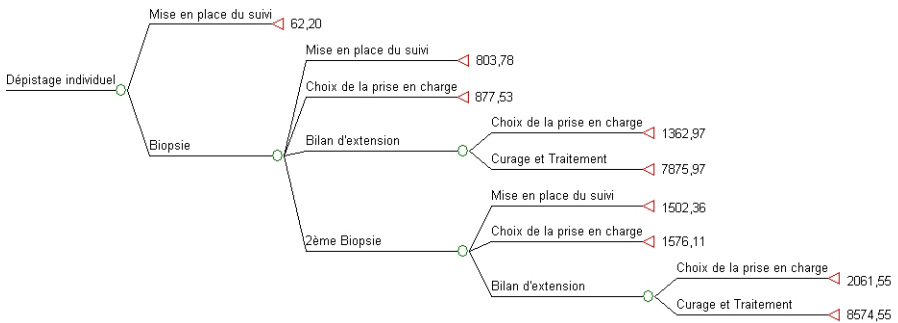 Mise en place du suivi
62,20
Mise en place du suivi
803,78
Dépistage individuel
Choix de la prise en charge
877,53
Choix de la prise en charge
1362,97
Biopsie
Bilan d'extension
Curage et Traitement
7875,97
Mise en place du suivi
1502,36
2ème Biopsie
Choix de la prise en charge
1576,11
Choix de la prise en charge
2061,55
Bilan d'extension
Curage et Traitement
8574,55